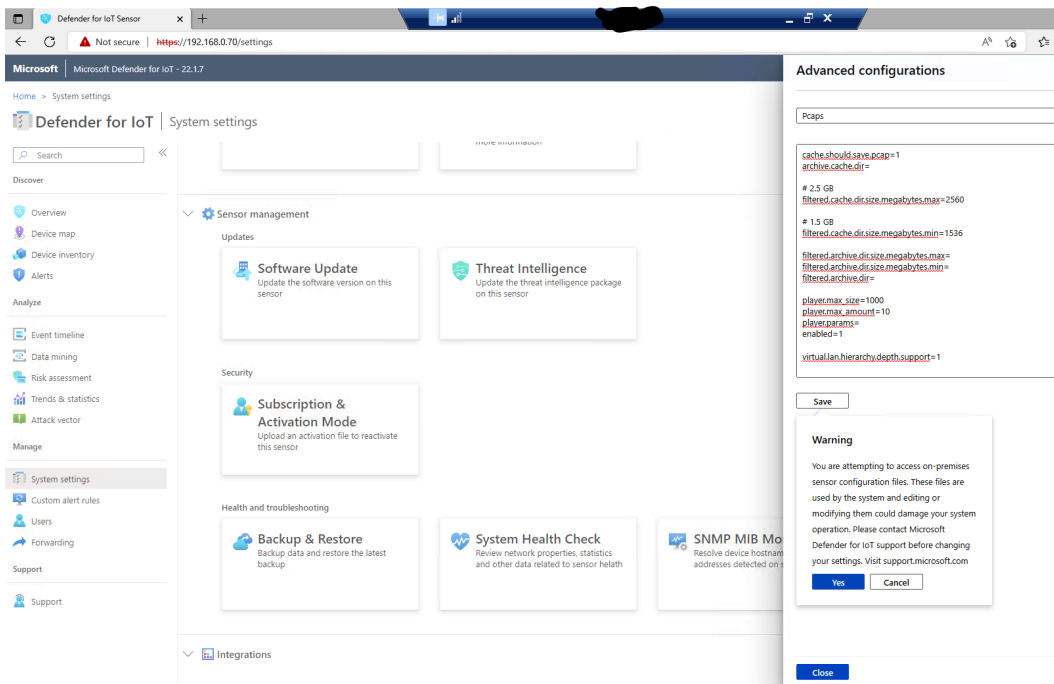 Defender for IoT Sensor
Not secure
https://192.168.0.70/settings
Microsoft
Microsoft Defender for IoT - 22.1.7
Home > System settings
Defender for IoT
System settings
Search
Discover
Overview
Device map
Device inventory
Alerts
Analyze
Event timeline
Data mining
Risk assessment
Trends & statistics
Attack vector
Manage
System settings
Custom alert rules
Users
Forwarding
Support
Support
more information
Sensor management
Updates
Software Update
Update the software version on this
sensor
Threat Intelligence
Update the threat intelligence package
on this sensor
Security
Subscription &
Activation Mode
Upload an activation file to reactivate
this sensor
Health and troubleshooting
Backup & Restore
Backup data and restore the latest
backup
System Health Check
Review network properties, statistics
and other data related to sensor helath
SNMP MIB Mo
Resolve device hostnam
addresses detected on s
Integrations
Advanced configurations
Pcaps
cache.should.save.pcap=1
archive.cache.dir=
# 2.5 GB
filtered.cache.dir.size.megabytes.max=2560
# 1.5 GB
filtered.cache.dir.size.megabytes.min=1536
filtered.archive.dir.size.megabytes.max=
filtered.archive.dir.size.megabytes.min=
filtered.archive.dir=
player.max_size=1000
player.max_amount=10
player.params=
enabled=1
virtual.lan.hierarchy.depth.support=1
Save
Warning
You are attempting to access on-premises
sensor configuration files. These files are
used by the system and editing or
modifying them could damage your system
operation. Please contact Microsoft
Defender for IoT support before changing
your settings. Visit support.microsoft.com
Yes
Cancel
Close